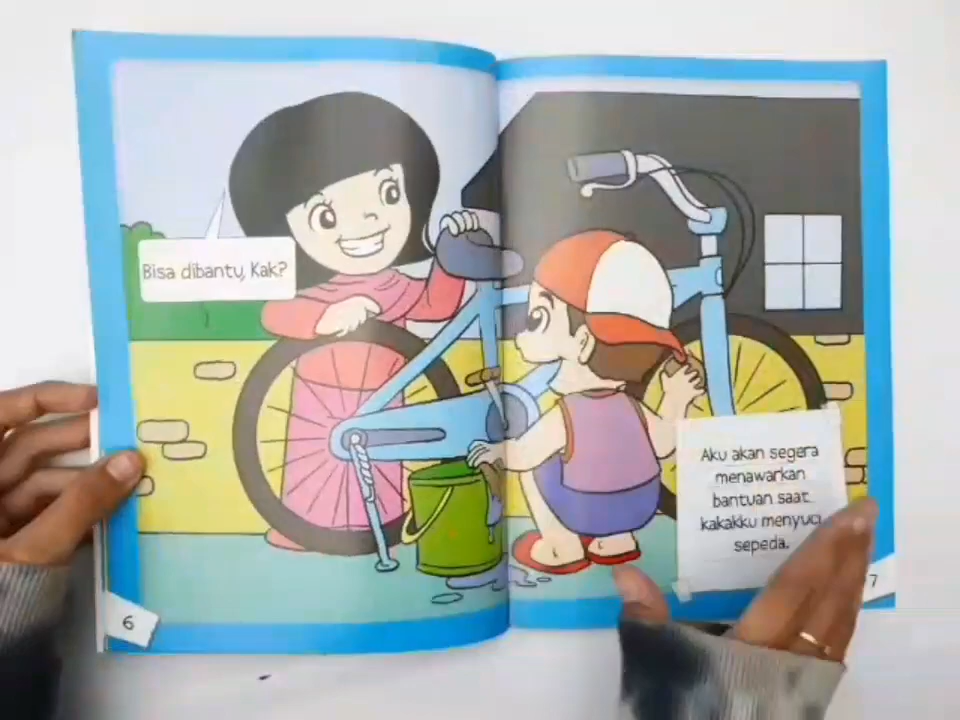 Bisa dibantu, Kak?
Aku akan segera
menawarkan
bantuan saat
kakakku menyuci
sepeda.
6
7